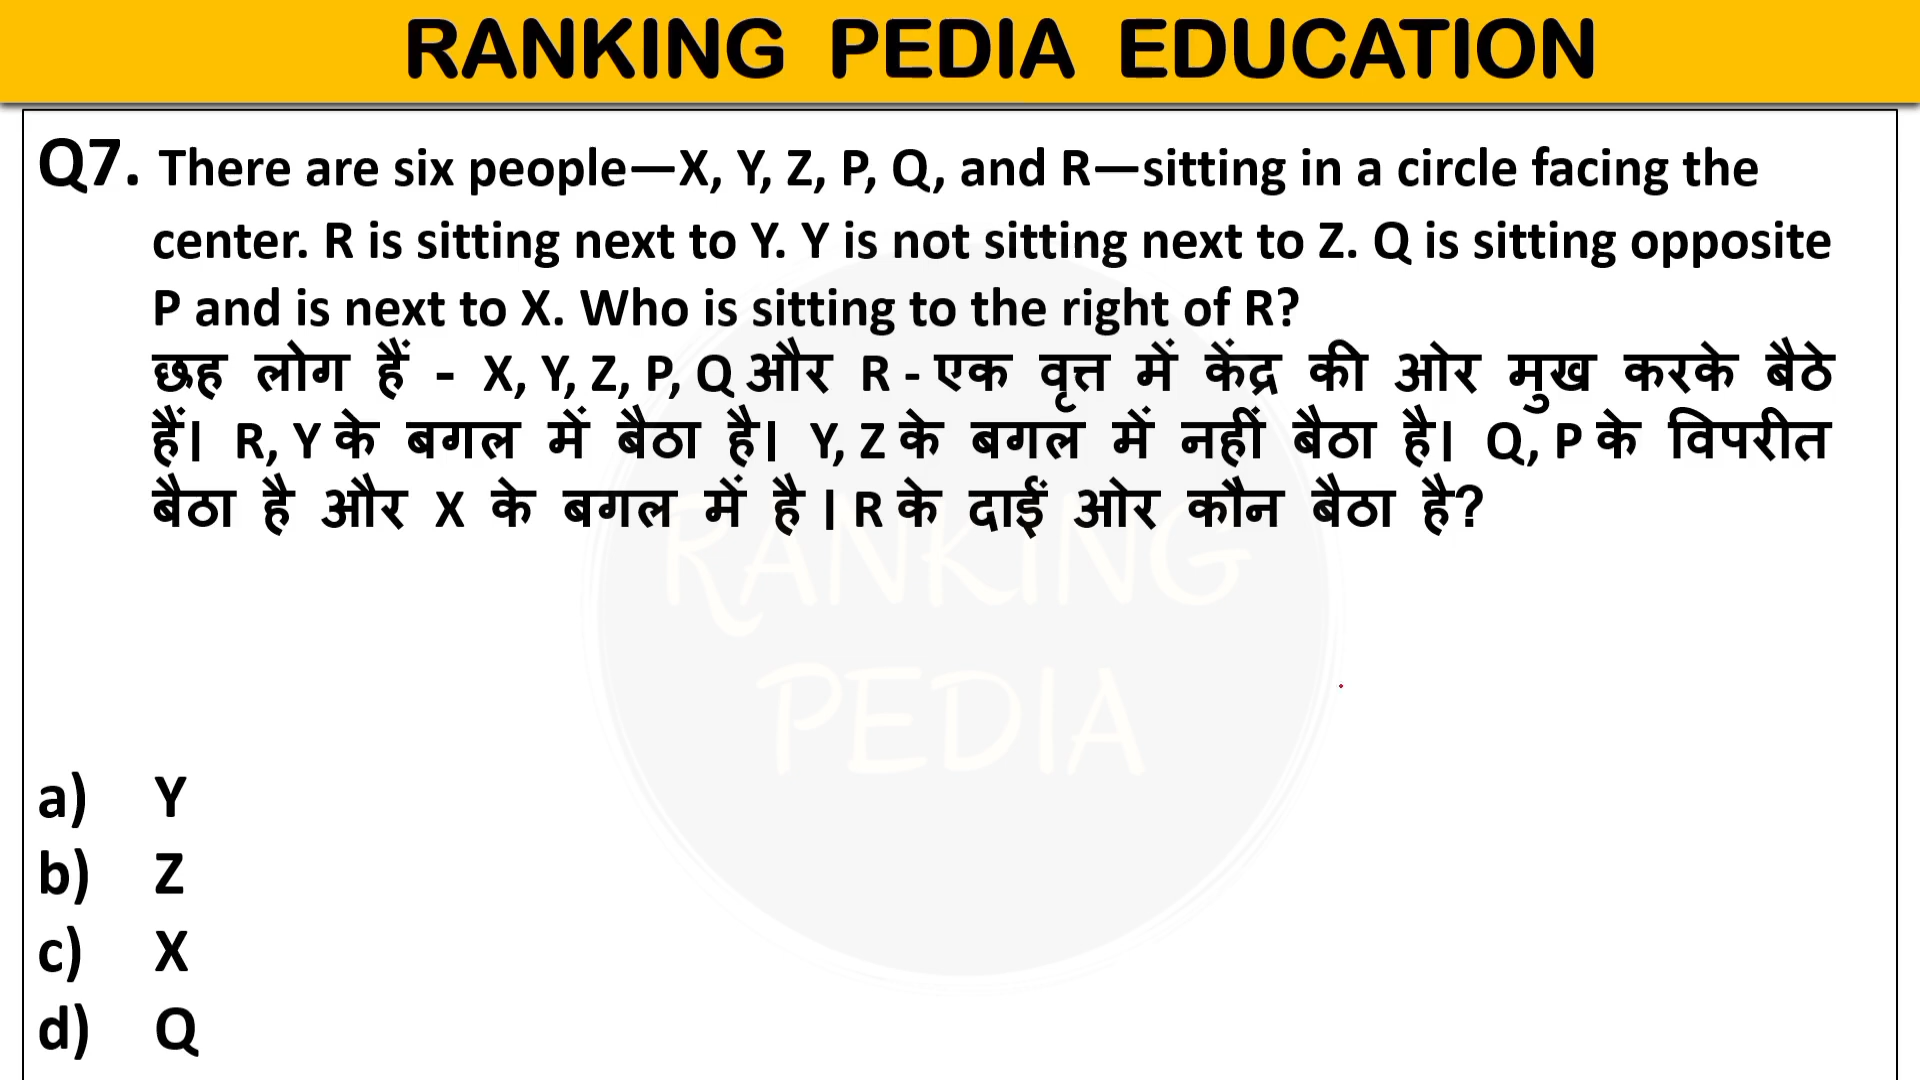 RANKING PEDIA EDUCATION
Q7. There are six people—X, Y, Z, P, Q, and R—sitting in a circle facing the
center. R is sitting next to Y. Y is not sitting next to Z. Q is sitting opposite
P and is next to X. Who is sitting to the right of R?
छह लोग हैं - X, Y, Z, P, Q और R - एक वृत्त में केंद्र की ओर मुख करके बैठे
हैं। R, Y के बगल में बैठा है। Y, Z के बगल में नहीं बैठा है। Q, P के विपरीत
बैठा है और X के बगल में है । R के दाईं ओर कौन बैठा है?
RANKING
PEDIA
a) Y
b) Z
c) X
d) Q